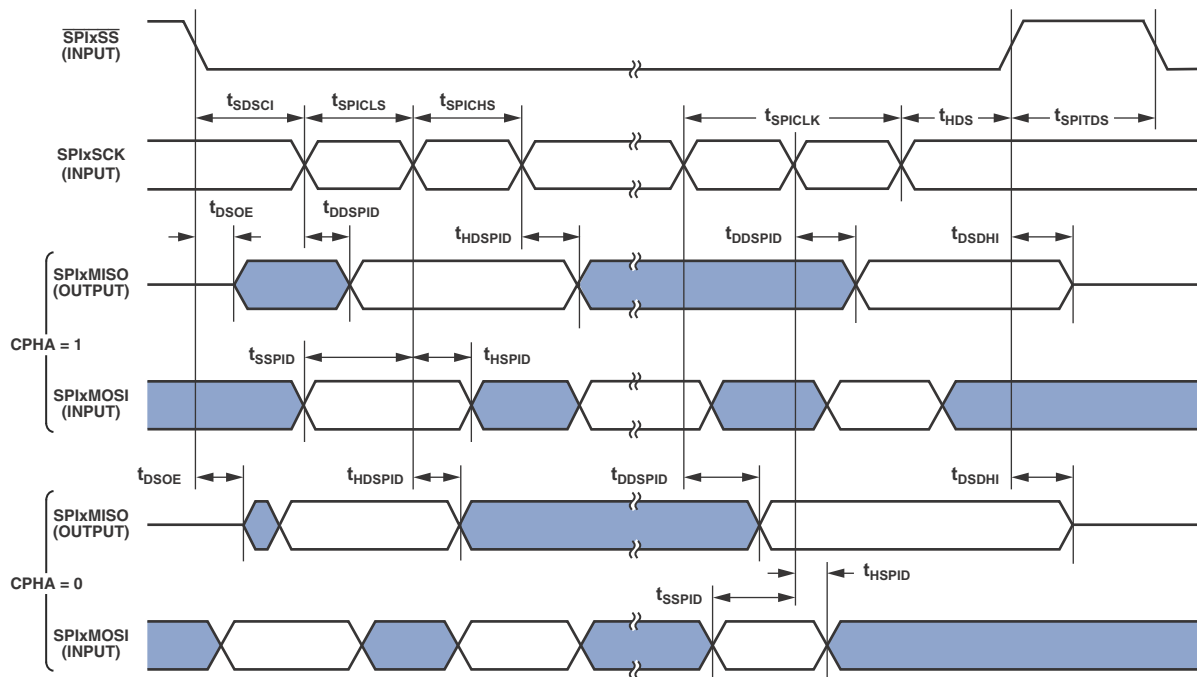 SPIxSS
(INPUT)
tSDSCI tSPICLS tSPICHS tSPICLK tHDS tSPITDS
SPIxSCK
(INPUT)
tDSOE tDDSPID tHDSPID tDDSPID tDSDHI
SPIxMISO
(OUTPUT)
CPHA = 1
tSSPID tHSPID
SPIxMOSI
(INPUT)
tDSOE tHDSPID tDDSPID tDSDHI
SPIxMISO
(OUTPUT)
CPHA = 0
tHSPID
tSSPID
SPIxMOSI
(INPUT)